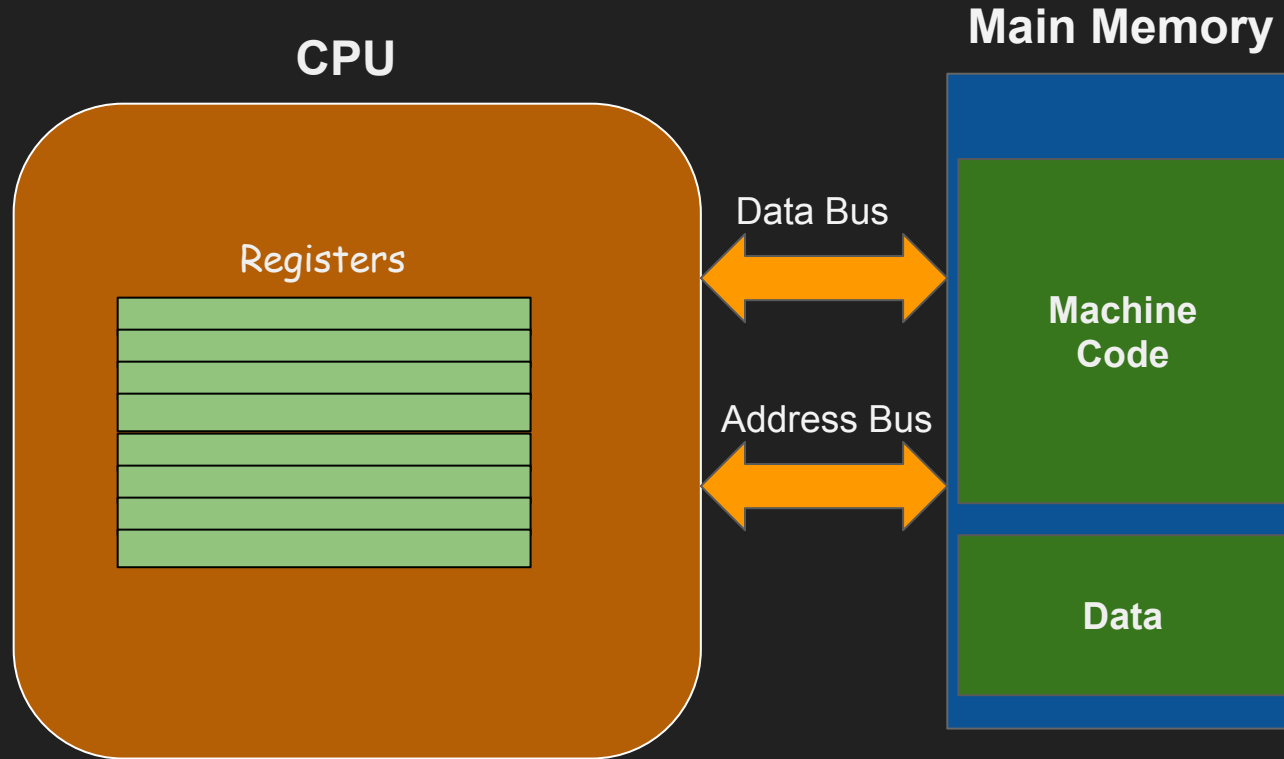 CPU
Main Memory
Registers
Data Bus
Address Bus
Machine
Code
Data